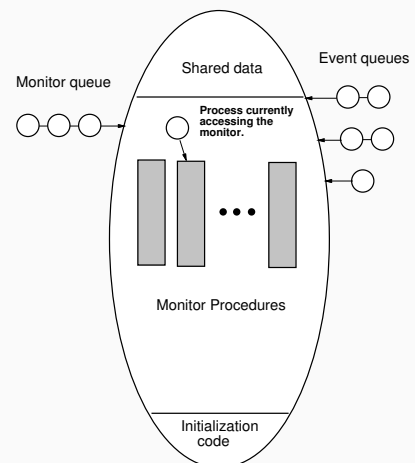 Shared data
Event queues
Monitor queue
Process currently
accessing the
monitor.
Monitor Procedures
Initialization
code